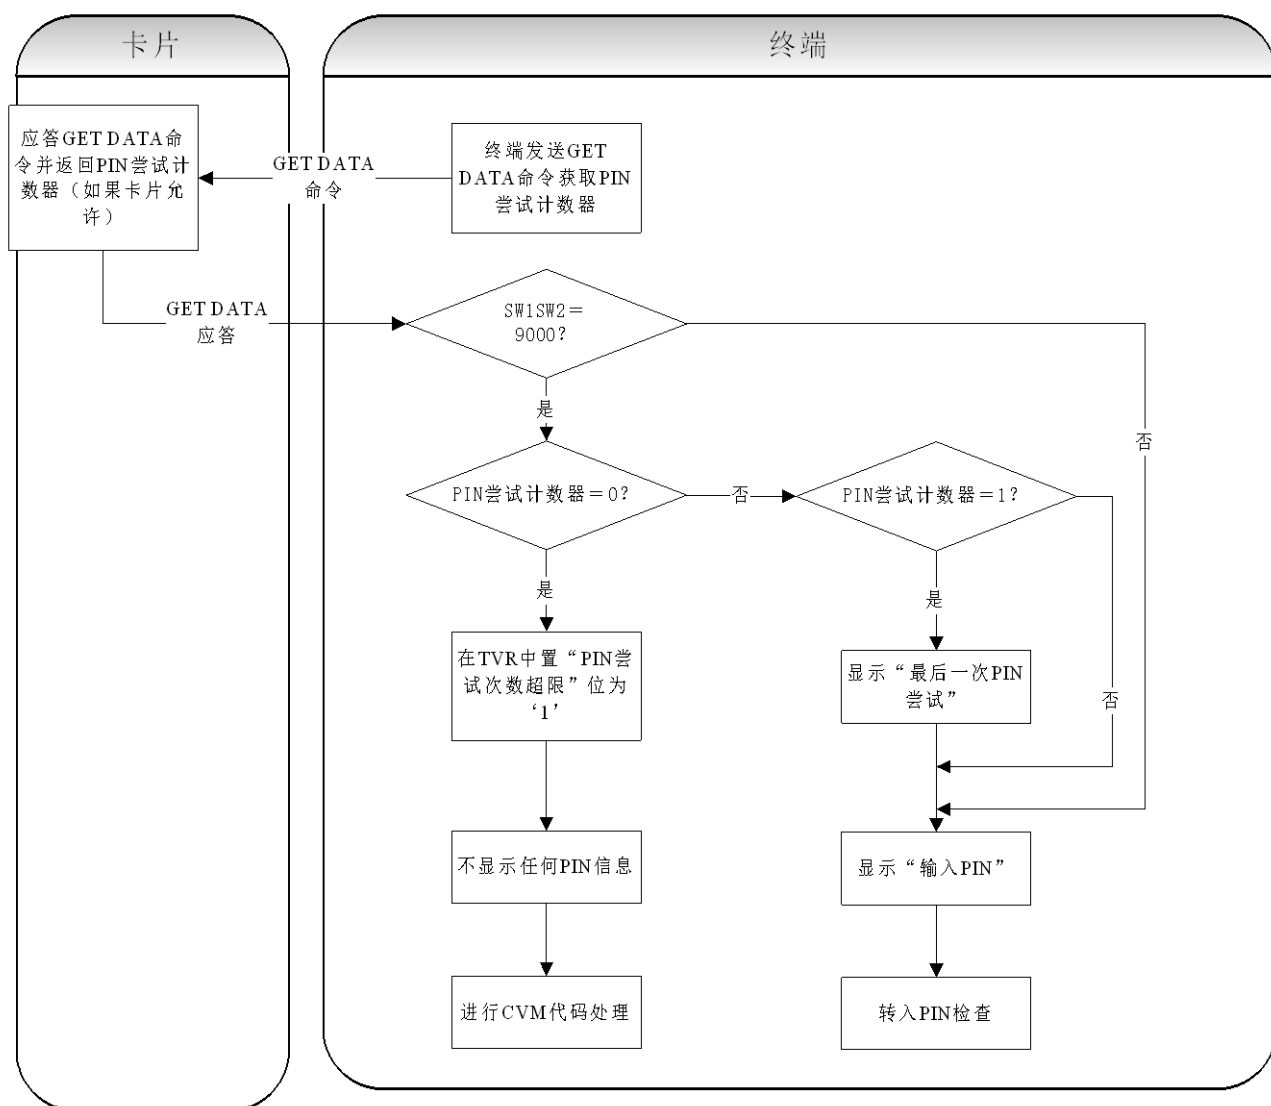 卡片
终端
应答GET DATA命
令并返回PIN尝试计
数器（如果卡片允
许）
GET DATA
命令
终端发送GET
DATA命令获取PIN
尝试计数器
GET DATA
应答
SW1SW2＝
9000？
是
否
PIN尝试计数器＝0？
否
PIN尝试计数器＝1？
是
是
在TVR中置“PIN尝
试次数超限”位为
‘1’
显示“最后一次PIN
尝试”
否
不显示任何PIN信息
显示“输入PIN”
进行CVM代码处理
转入PIN检查